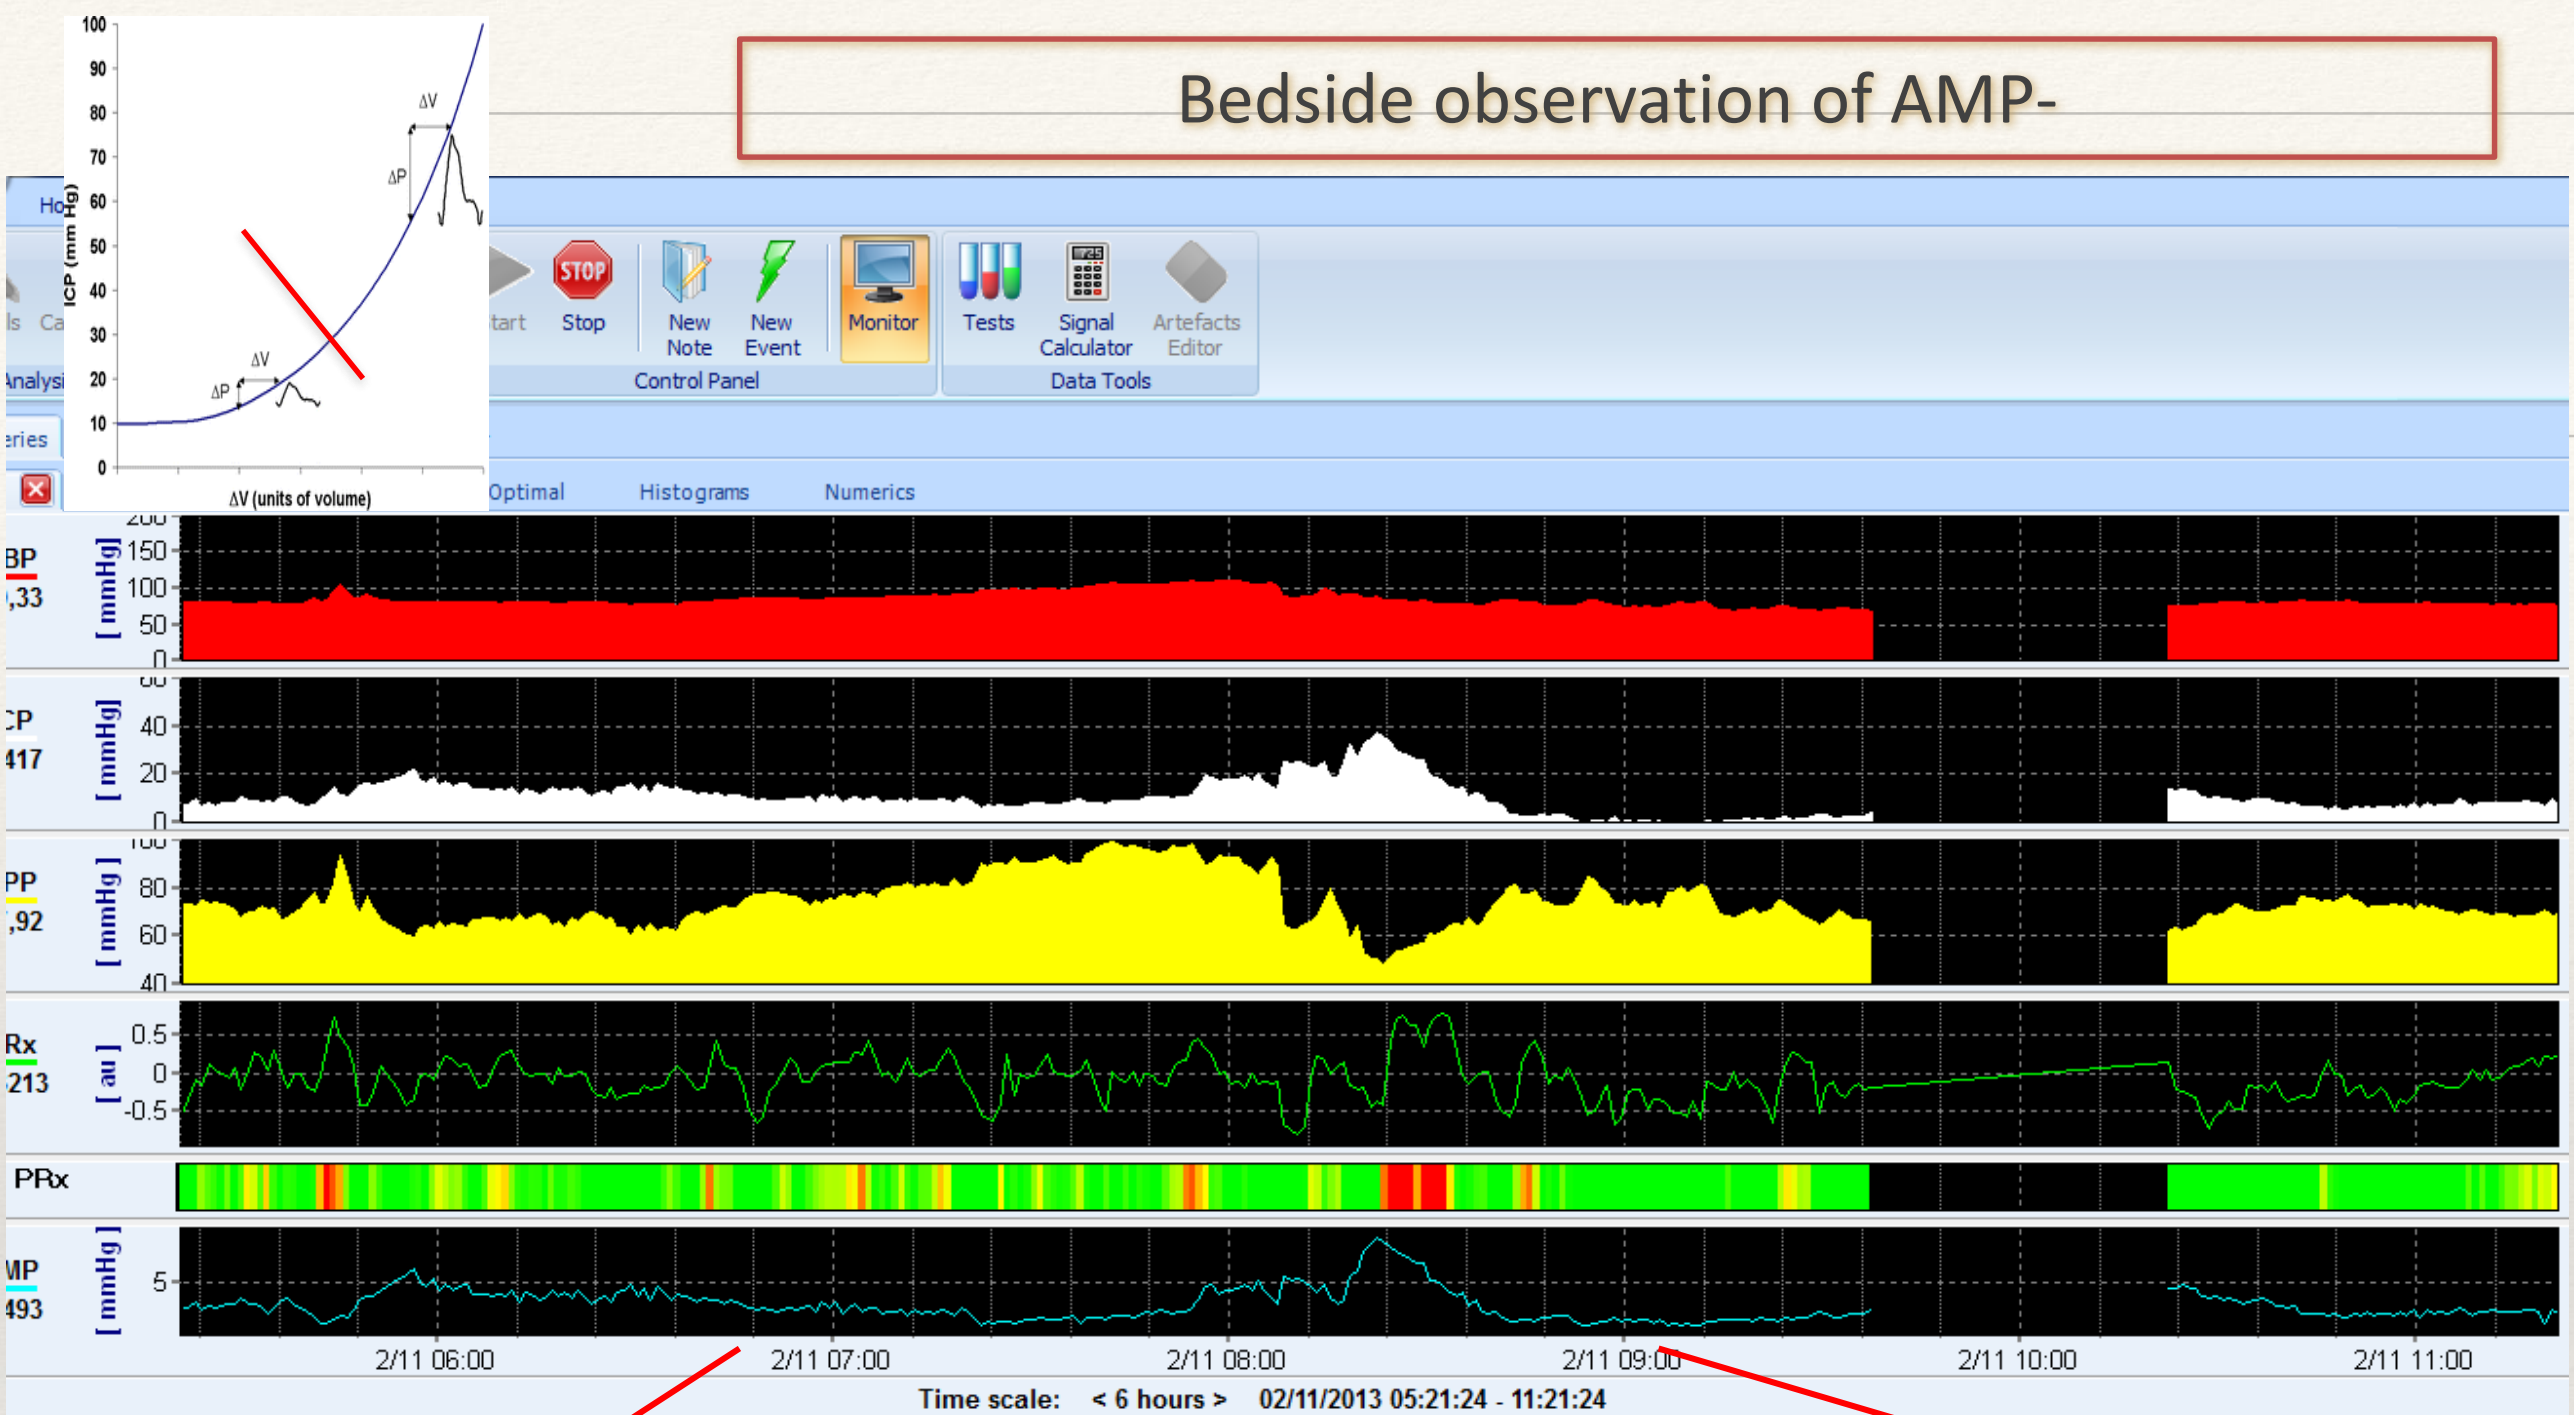 Bedside observation of AMP-
100
90
80
70
60
50
40
30
20
10
0
ICP (mm Hg)
ΔV
ΔP
ΔV
ΔP
ΔV (units of volume)
Ho
ls Ca
tart
Stop
New Note
New Event
Monitor
Tests
Signal Calculator
Artefacts Editor
Analysi
Control Panel
Data Tools
eries
Optimal
Histograms
Numerics
BP
,33
[ mmHg]
200
150
100
50
0
CP
417
[ mmHg]
60
40
20
0
PP
,92
[ mmHg ]
100
80
60
40
Rx
213
[ au ]
0.5
0
-0.5
PRx
MP
493
[ mmHg ]
5
2/11 06:00
2/11 07:00
2/11 08:00
2/11 09:00
2/11 10:00
2/11 11:00
Time scale: < 6 hours > 02/11/2013 05:21:24 - 11:21:24